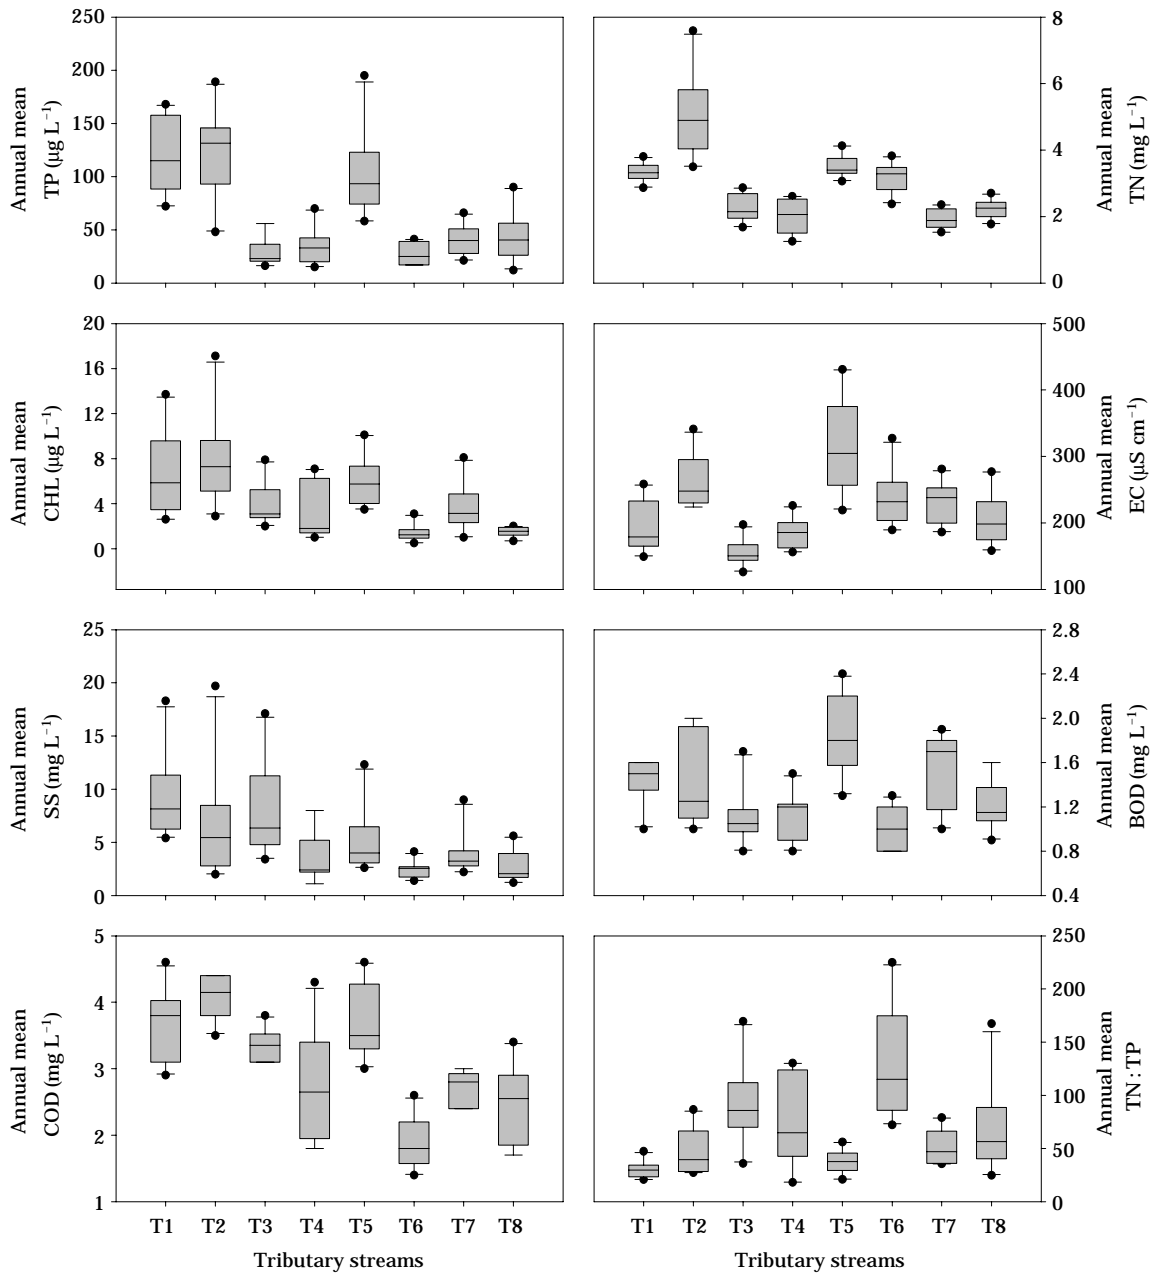 Annual mean
TP (µg L⁻¹)
250
200
150
100
50
0
8
6
4
2
0
Annual mean
TN (mg L⁻¹)
Annual mean
CHL (µg L⁻¹)
20
16
12
8
4
0
500
400
300
200
100
Annual mean
EC (µS cm⁻¹)
Annual mean
SS (mg L⁻¹)
25
20
15
10
5
0
2.8
2.4
2.0
1.6
1.2
0.8
0.4
Annual mean
BOD (mg L⁻¹)
Annual mean
COD (mg L⁻¹)
5
4
3
2
1
250
200
150
100
50
0
Annual mean
TN : TP
T1 T2 T3 T4 T5 T6 T7 T8
Tributary streams
T1 T2 T3 T4 T5 T6 T7 T8
Tributary streams